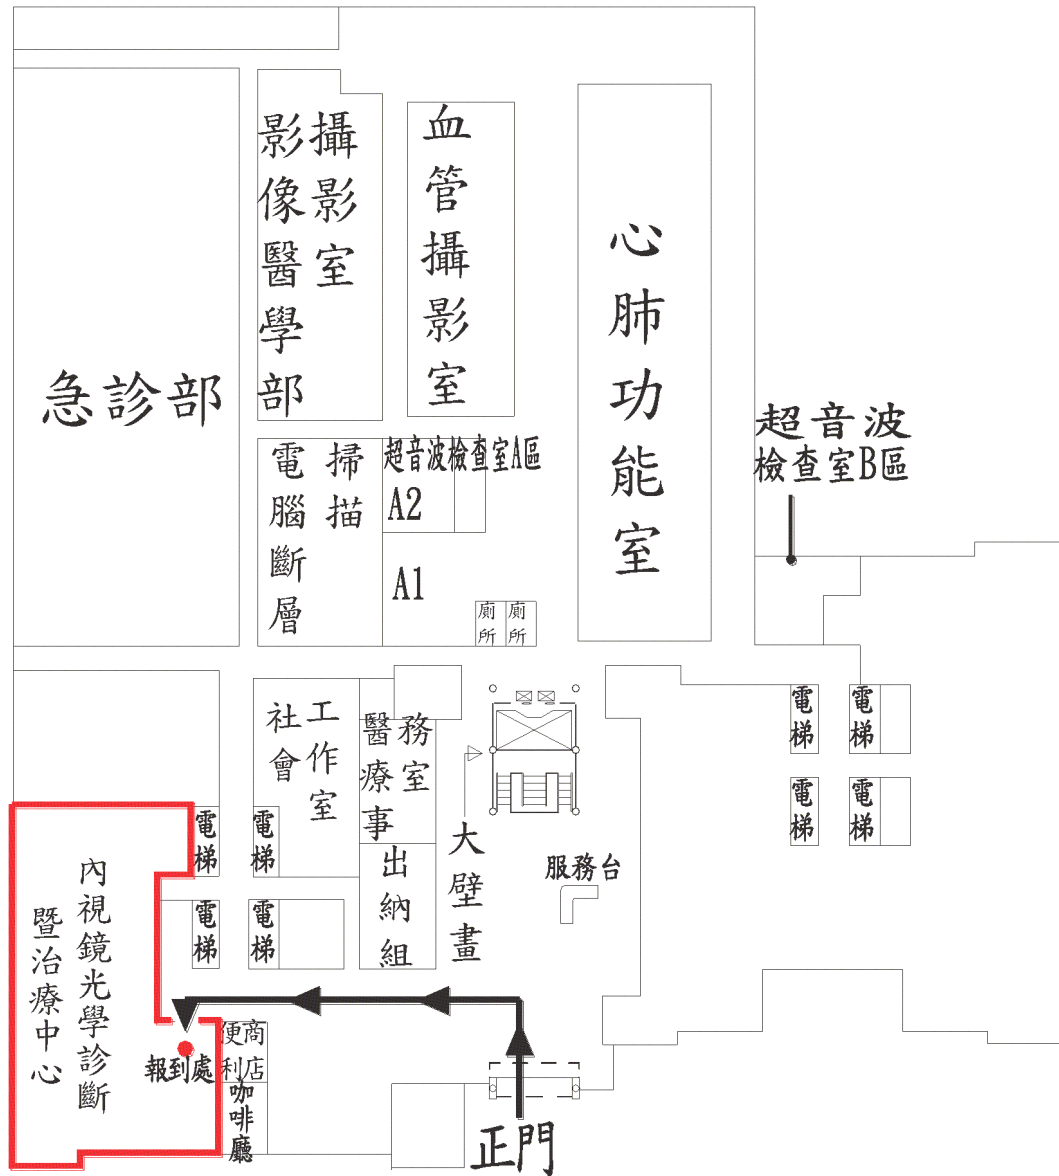 影像醫學部
攝影室
血管攝影室
心肺功能室
急診部
超音波
檢查室B區
電腦斷層
掃描
超音波檢查室A區
A2
A1
廁所
廁所
社會
工作室
醫療事
務室
電梯
電梯
電梯
電梯
電梯
電梯
電梯
電梯
大壁畫
出納組
服務台
內視鏡光學診斷
暨治療中心
報到處
便利
商店
咖啡廳
正門